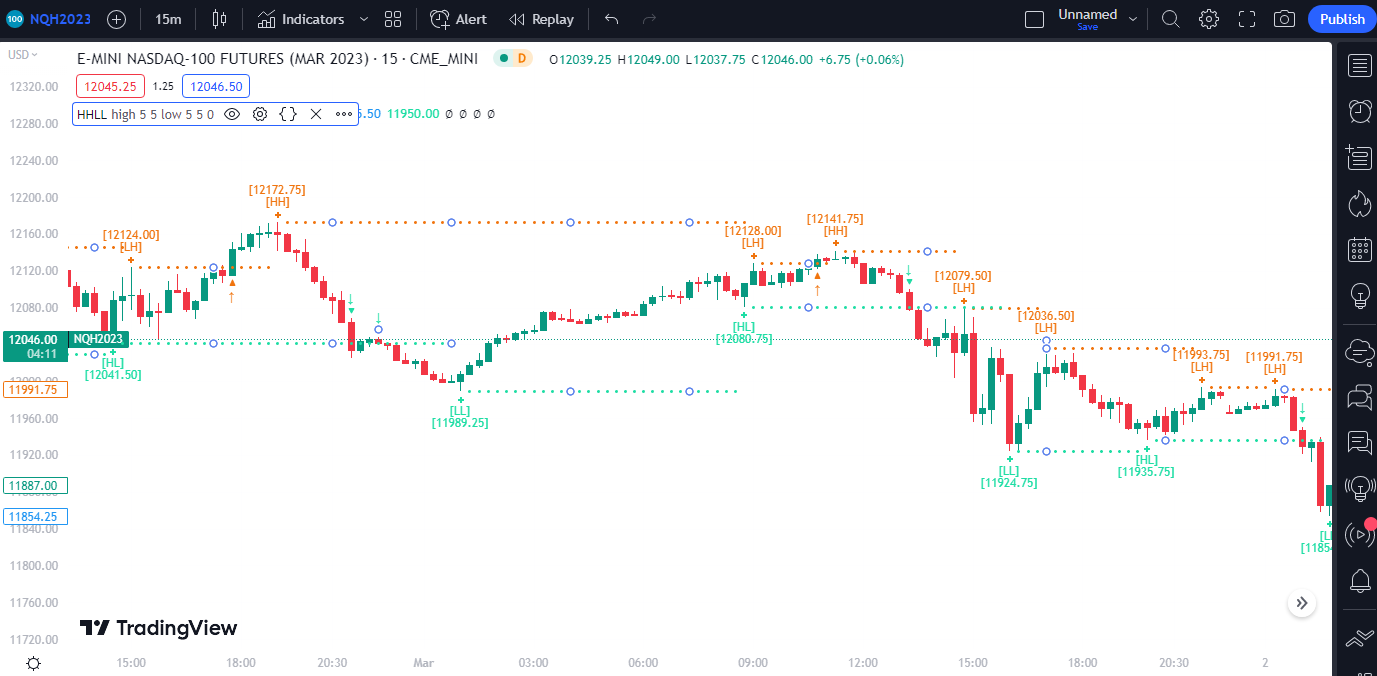 100 NQH2023 15m Indicators Alert Replay Unnamed Save Publish
USD
E-MINI NASDAQ-100 FUTURES (MAR 2023) · 15 · CME_MINI D O12039.25 H12049.00 L12037.75 C12046.00 +6.75 (+0.06%)
12045.25 1.25 12046.50
HHLL high 5 5 low 5 5 0 5.50 11950.00 ø ø ø ø
12320.00
12280.00
12240.00
12200.00
12160.00
12120.00
12080.00
12046.00 NQH2023
04:11
12000.00
11991.75
11960.00
11920.00
11887.00
11854.25
11840.00
11800.00
11760.00
11720.00
[12124.00]
[LH]
[HL]
[12041.50]
[12172.75]
[HH]
[LL]
[11989.25]
[12128.00]
[LH]
[HL]
[12080.75]
[12141.75]
[HH]
[12079.50]
[LH]
[LL]
[11924.75]
[12036.50]
[LH]
[HL]
[11935.75]
[11993.75]
[LH]
[11991.75]
[LH]
[LL
[1185
TradingView
15:00 18:00 20:30 Mar 03:00 06:00 09:00 12:00 15:00 18:00 20:30 2